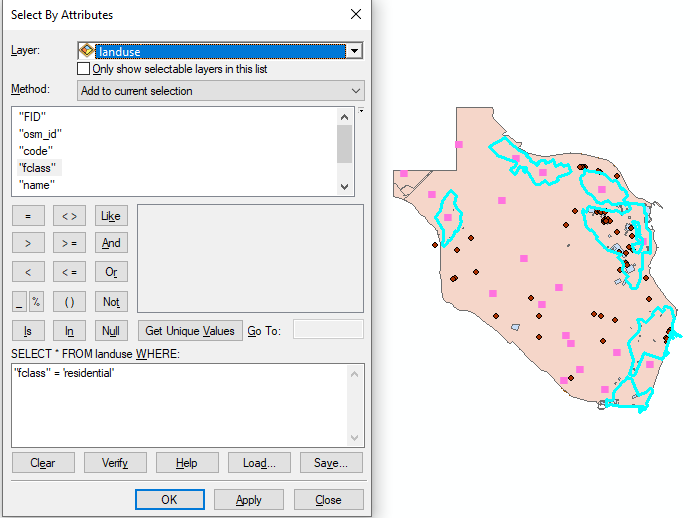 Select By Attributes
Layer: landuse
Only show selectable layers in this list
Method: Add to current selection
"FID"
"osm_id"
"code"
"fclass"
"name"
= < > Like
> > = And
< < = Or
_ % ( ) Not
Is In Null Get Unique Values Go To:
SELECT * FROM landuse WHERE:
"fclass" = 'residential'
Clear Verify Help Load... Save...
OK Apply Close